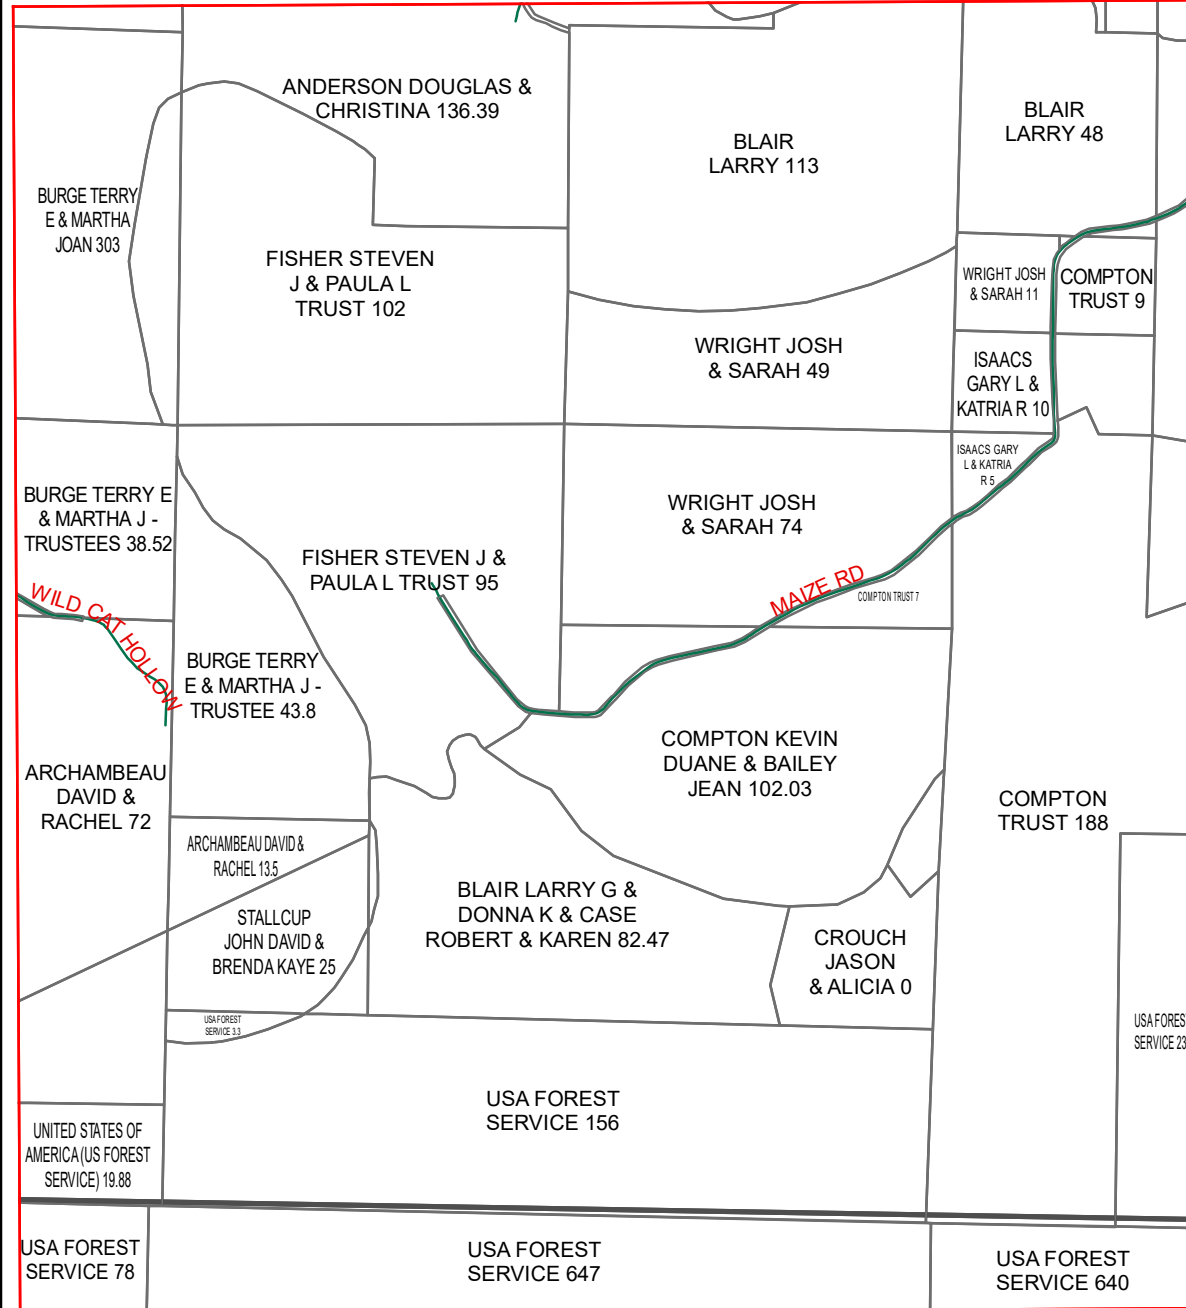 ANDERSON DOUGLAS &
CHRISTINA 136.39
BLAIR
LARRY 113
BLAIR
LARRY 48
BURGE TERRY
E & MARTHA
JOAN 303
FISHER STEVEN
J & PAULA L
TRUST 102
WRIGHT JOSH
& SARAH 11
COMPTON
TRUST 9
WRIGHT JOSH
& SARAH 49
ISAACS
GARY L &
KATRIA R 10
ISAACS GARY
L & KATRIA
R 5
BURGE TERRY E
& MARTHA J -
TRUSTEES 38.52
WRIGHT JOSH
& SARAH 74
FISHER STEVEN J &
PAULA L TRUST 95
MAIZE RD
COMPTON TRUST 7
WILD CAT HOLLOW
BURGE TERRY
E & MARTHA J -
TRUSTEE 43.8
COMPTON KEVIN
DUANE & BAILEY
JEAN 102.03
ARCHAMBEAU
DAVID &
RACHEL 72
COMPTON
TRUST 188
ARCHAMBEAU DAVID &
RACHEL 13.5
BLAIR LARRY G &
DONNA K & CASE
ROBERT & KAREN 82.47
STALLCUP
JOHN DAVID &
BRENDA KAYE 25
CROUCH
JASON
& ALICIA 0
USA FOREST
SERVICE 3.3
USA FORES
SERVICE 23
USA FOREST
SERVICE 156
UNITED STATES OF
AMERICA (US FOREST
SERVICE) 19.88
USA FOREST
SERVICE 78
USA FOREST
SERVICE 647
USA FOREST
SERVICE 640